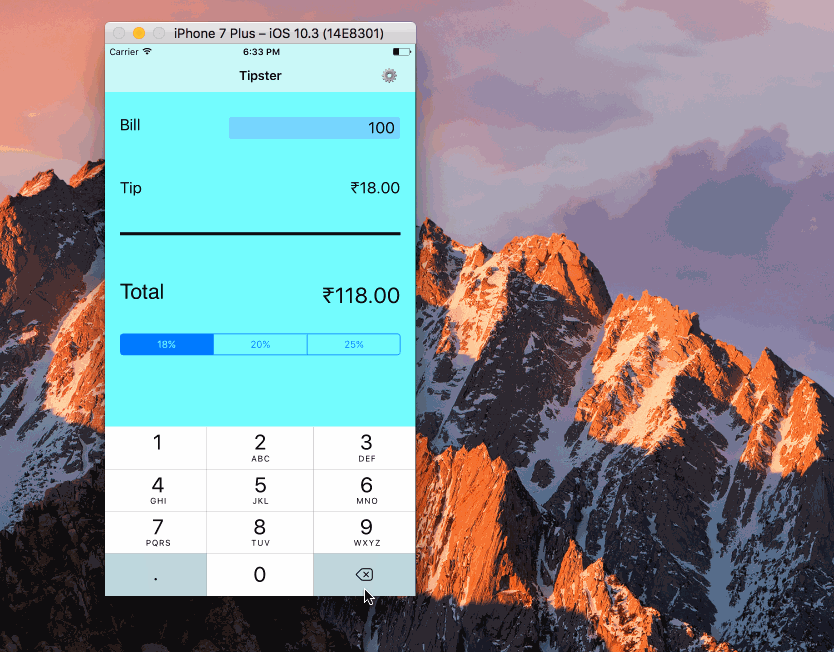 iPhone 7 Plus – iOS 10.3 (14E8301)
Carrier 6:33 PM
Tipster
Bill 100
Tip ₹18.00
Total ₹118.00
18% 20% 25%
1 2 3
ABC DEF
4 5 6
GHI JKL MNO
7 8 9
PQRS TUV WXYZ
. 0